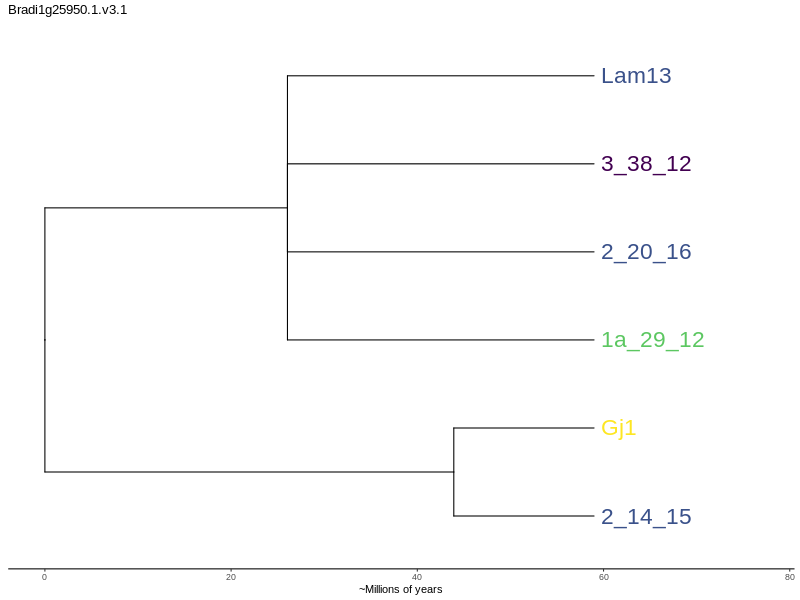 Bradi1g25950.1.v3.1
Lam13
3_38_12
2_20_16
1a_29_12
Gj1
2_14_15
0 20 40 60 80
~Millions of years